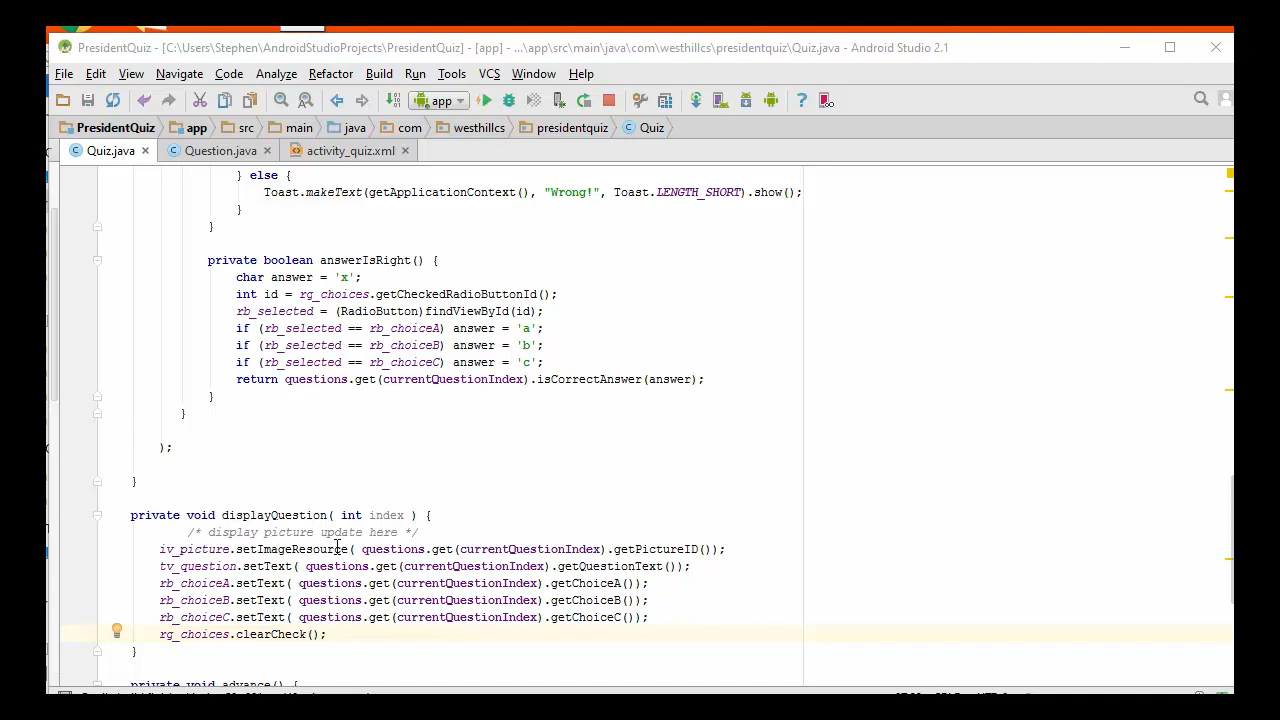 PresidentQuiz - [C:\Users\Stephen\AndroidStudioProjects\PresidentQuiz] - [app] - ...\app\src\main\java\com\westhillcs\presidentquiz\Quiz.java - Android Studio 2.1
File Edit View Navigate Code Analyze Refactor Build Run Tools VCS Window Help
app
PresidentQuiz app src main java com westhillcs presidentquiz Quiz
Quiz.java Question.java activity_quiz.xml
} else {
Toast.makeText(getApplicationContext(), "Wrong!", Toast.LENGTH_SHORT).show();
}
}
private boolean answerIsRight() {
char answer = 'x';
int id = rg_choices.getCheckedRadioButtonId();
rb_selected = (RadioButton)findViewById(id);
if (rb_selected == rb_choiceA) answer = 'a';
if (rb_selected == rb_choiceB) answer = 'b';
if (rb_selected == rb_choiceC) answer = 'c';
return questions.get(currentQuestionIndex).isCorrectAnswer(answer);
}
}
);
}
private void displayQuestion( int index ) {
/* display picture update here */
iv_picture.setImageResource( questions.get(currentQuestionIndex).getPictureID());
tv_question.setText( questions.get(currentQuestionIndex).getQuestionText());
rb_choiceA.setText( questions.get(currentQuestionIndex).getChoiceA());
rb_choiceB.setText( questions.get(currentQuestionIndex).getChoiceB());
rb_choiceC.setText( questions.get(currentQuestionIndex).getChoiceC());
rg_choices.clearCheck();
}
private void advance() {